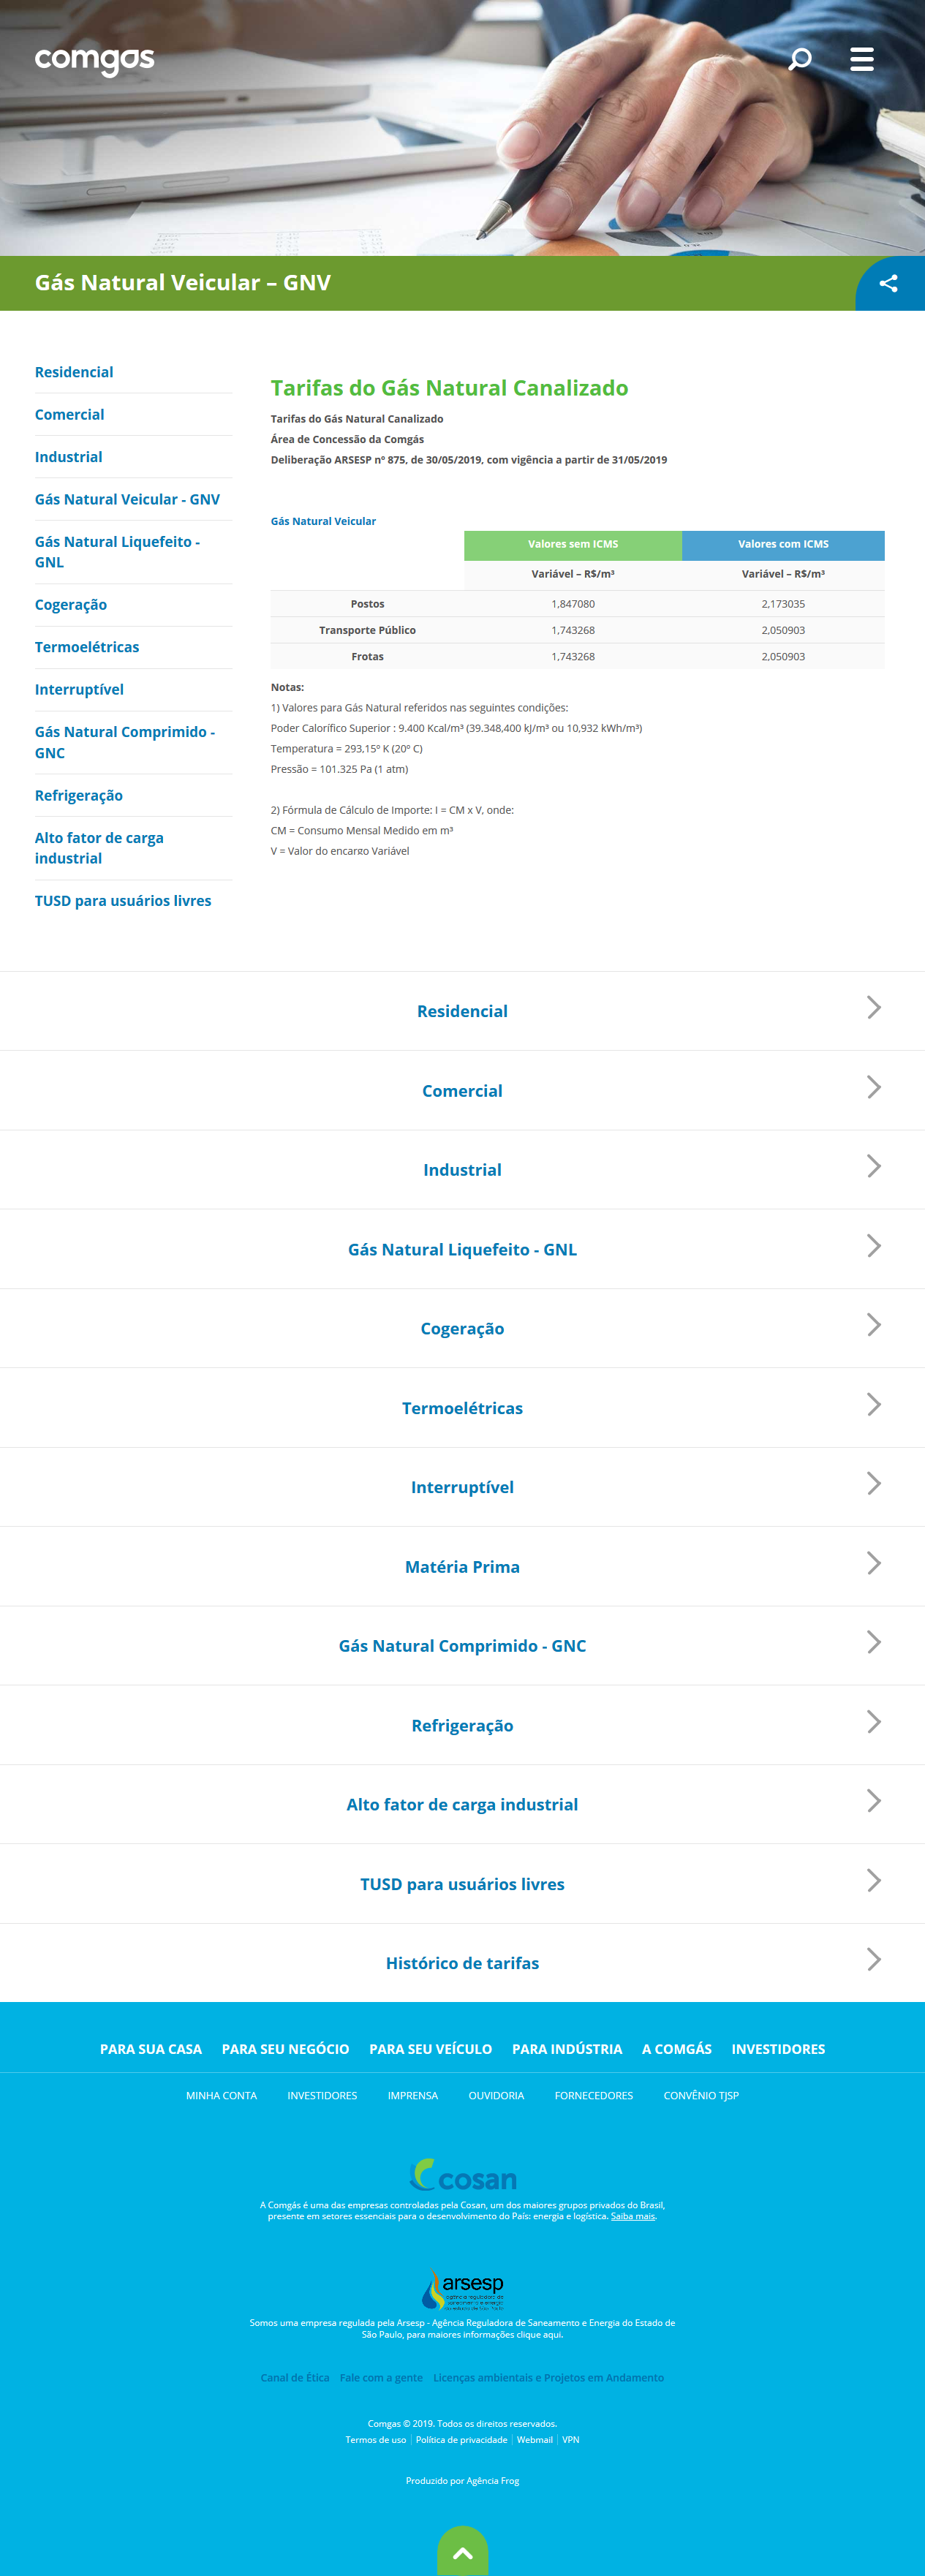 comgas
Gás Natural Veicular – GNV
Residencial
Comercial
Industrial
Gás Natural Veicular - GNV
Gás Natural Liquefeito -
GNL
Cogeração
Termoelétricas
Interruptível
Gás Natural Comprimido -
GNC
Refrigeração
Alto fator de carga
industrial
TUSD para usuários livres
Tarifas do Gás Natural Canalizado
Tarifas do Gás Natural Canalizado
Área de Concessão da Comgás
Deliberação ARSESP nº 875, de 30/05/2019, com vigência a partir de 31/05/2019
Gás Natural Veicular
Valores sem ICMS Valores com ICMS
Variável – R$/m³ Variável – R$/m³
Postos 1,847080 2,173035
Transporte Público 1,743268 2,050903
Frotas 1,743268 2,050903
Notas:
1) Valores para Gás Natural referidos nas seguintes condições:
Poder Calorífico Superior : 9.400 Kcal/m³ (39.348,400 kJ/m³ ou 10,932 kWh/m³)
Temperatura = 293,15º K (20º C)
Pressão = 101.325 Pa (1 atm)
2) Fórmula de Cálculo de Importe: I = CM x V, onde:
CM = Consumo Mensal Medido em m³
V = Valor do encargo Variável
Residencial
Comercial
Industrial
Gás Natural Liquefeito - GNL
Cogeração
Termoelétricas
Interruptível
Matéria Prima
Gás Natural Comprimido - GNC
Refrigeração
Alto fator de carga industrial
TUSD para usuários livres
Histórico de tarifas
PARA SUA CASA PARA SEU NEGÓCIO PARA SEU VEÍCULO PARA INDÚSTRIA A COMGÁS INVESTIDORES
MINHA CONTA INVESTIDORES IMPRENSA OUVIDORIA FORNECEDORES CONVÊNIO TJSP
cosan
A Comgás é uma das empresas controladas pela Cosan, um dos maiores grupos privados do Brasil,
presente em setores essenciais para o desenvolvimento do País: energia e logística. Saiba mais.
arsesp
Somos uma empresa regulada pela Arsesp - Agência Reguladora de Saneamento e Energia do Estado de
São Paulo, para maiores informações clique aqui.
Canal de Ética Fale com a gente Licenças ambientais e Projetos em Andamento
Comgas © 2019. Todos os direitos reservados.
Termos de uso Política de privacidade Webmail VPN
Produzido por Agência Frog